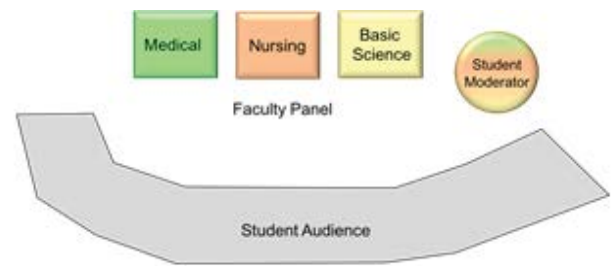 Medical
Nursing
Basic
Science
Student
Moderator
Faculty Panel
Student Audience